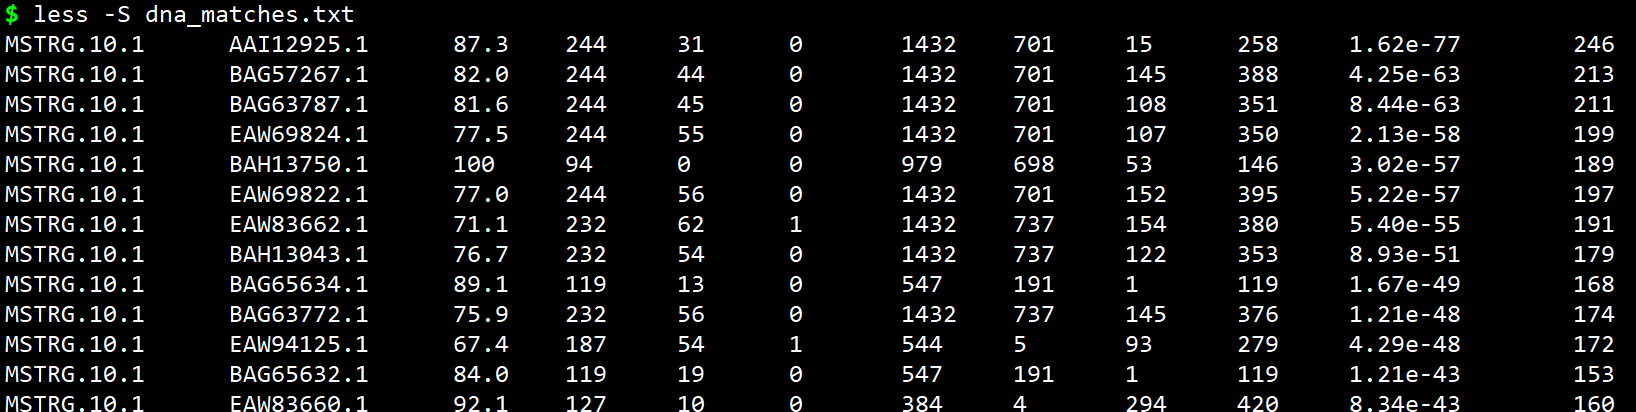 $ less -S dna_matches.txt
MSTRG.10.1 AAI12925.1 87.3 244 31 0 1432 701 15 258 1.62e-77 246
MSTRG.10.1 BAG57267.1 82.0 244 44 0 1432 701 145 388 4.25e-63 213
MSTRG.10.1 BAG63787.1 81.6 244 45 0 1432 701 108 351 8.44e-63 211
MSTRG.10.1 EAW69824.1 77.5 244 55 0 1432 701 107 350 2.13e-58 199
MSTRG.10.1 BAH13750.1 100 94 0 0 979 698 53 146 3.02e-57 189
MSTRG.10.1 EAW69822.1 77.0 244 56 0 1432 701 152 395 5.22e-57 197
MSTRG.10.1 EAW83662.1 71.1 232 62 1 1432 737 154 380 5.40e-55 191
MSTRG.10.1 BAH13043.1 76.7 232 54 0 1432 737 122 353 8.93e-51 179
MSTRG.10.1 BAG65634.1 89.1 119 13 0 547 191 1 119 1.67e-49 168
MSTRG.10.1 BAG63772.1 75.9 232 56 0 1432 737 145 376 1.21e-48 174
MSTRG.10.1 EAW94125.1 67.4 187 54 1 544 5 93 279 4.29e-48 172
MSTRG.10.1 BAG65632.1 84.0 119 19 0 547 191 1 119 1.21e-43 153
MSTRG.10.1 EAW83660.1 92.1 127 10 0 384 4 294 420 8.34e-43 160